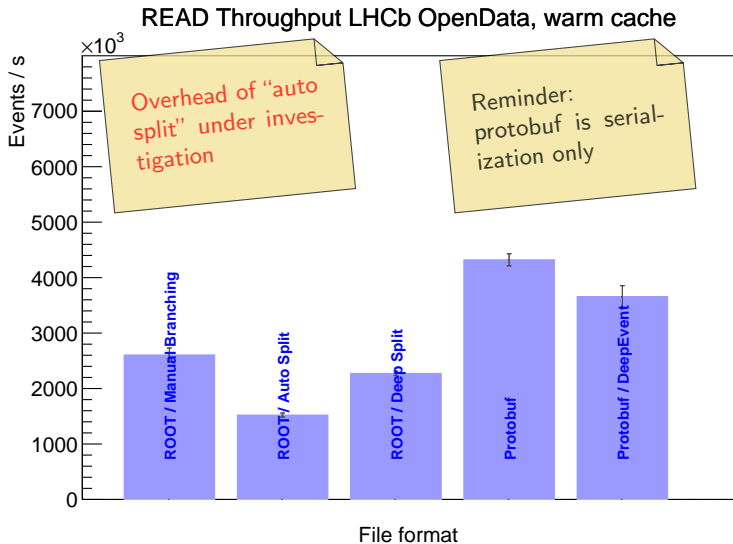 READ Throughput LHCb OpenData, warm cache
×10³
Events / s
Overhead of “auto
split” under inves-
tigation
Reminder:
protobuf is serial-
ization only
7000
6000
5000
4000
3000
2000
1000
0
ROOT / Manual Branching
ROOT / Auto Split
ROOT / Deep Split
Protobuf
Protobuf / DeepEvent
File format